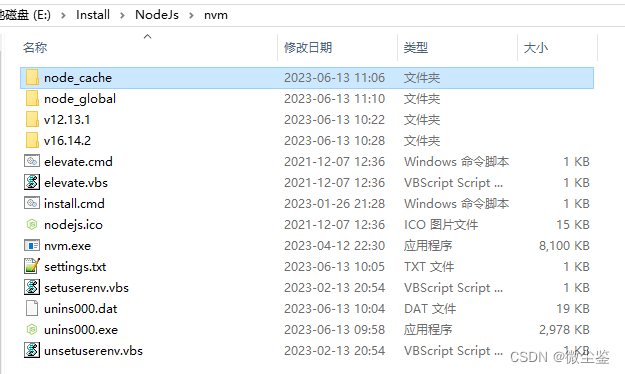 地磁盘 (E:) > Install > NodeJs > nvm
名称 修改日期 类型 大小
node_cache 2023-06-13 11:06 文件夹
node_global 2023-06-13 11:10 文件夹
v12.13.1 2023-06-13 10:22 文件夹
v16.14.2 2023-06-13 10:28 文件夹
elevate.cmd 2021-12-07 12:36 Windows 命令脚本 1 KB
elevate.vbs 2021-12-07 12:36 VBScript Script ... 1 KB
install.cmd 2023-01-26 21:28 Windows 命令脚本 1 KB
nodejs.ico 2021-12-07 12:36 ICO 图片文件 15 KB
nvm.exe 2023-04-12 22:30 应用程序 8,100 KB
settings.txt 2023-06-13 10:05 TXT 文件 1 KB
setuserenv.vbs 2023-02-13 20:54 VBScript Script ... 1 KB
unins000.dat 2023-06-13 10:04 DAT 文件 19 KB
unins000.exe 2023-06-13 09:58 应用程序 2,978 KB
unsetuserenv.vbs 2023-02-13 20:54 VBScript Script ... 1 KB
CSDN @微尘鉴